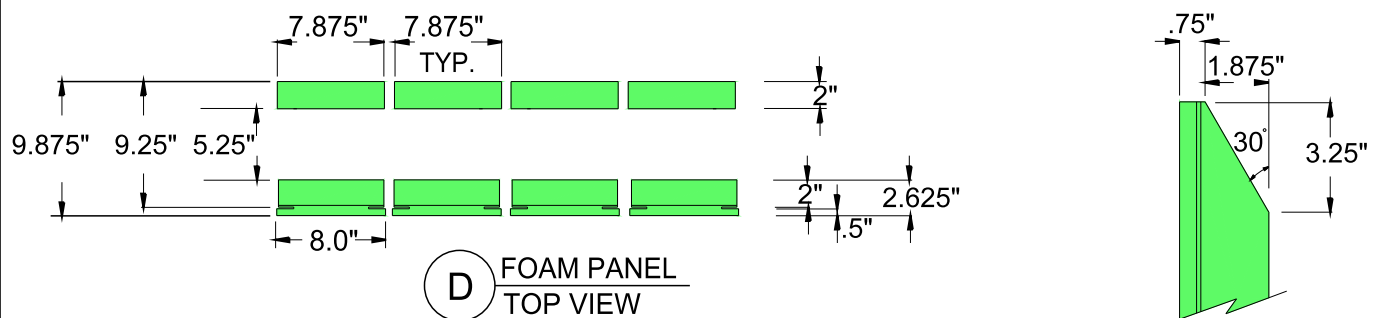 7.875" 7.875"
TYP.
2"
9.875" 9.25" 5.25"
2" 2.625"
.5"
8.0"
D FOAM PANEL
TOP VIEW
.75"
1.875"
30°
3.25"